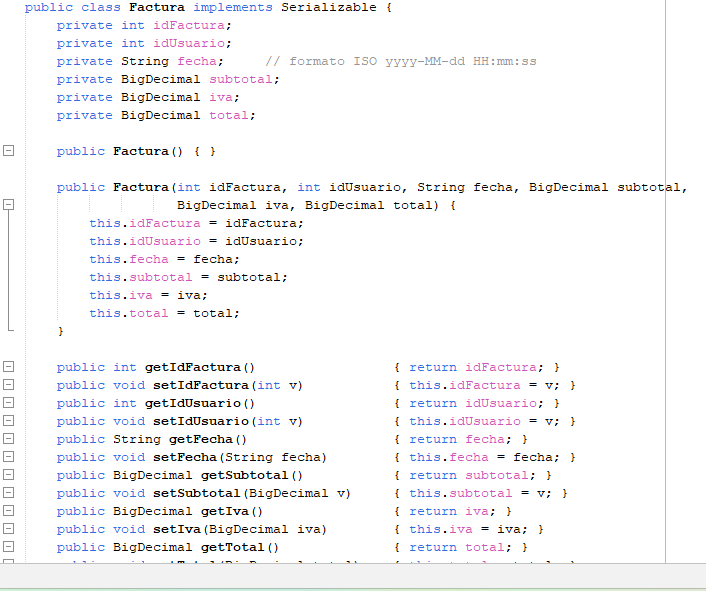 public class Factura implements Serializable {
    private int idFactura;
    private int idUsuario;
    private String fecha;     // formato ISO yyyy-MM-dd HH:mm:ss
    private BigDecimal subtotal;
    private BigDecimal iva;
    private BigDecimal total;
    public Factura() { }
    public Factura(int idFactura, int idUsuario, String fecha, BigDecimal subtotal,
                   BigDecimal iva, BigDecimal total) {
        this.idFactura = idFactura;
        this.idUsuario = idUsuario;
        this.fecha = fecha;
        this.subtotal = subtotal;
        this.iva = iva;
        this.total = total;
    }
    public int getIdFactura()                 { return idFactura; }
    public void setIdFactura(int v)           { this.idFactura = v; }
    public int getIdUsuario()                 { return idUsuario; }
    public void setIdUsuario(int v)           { this.idUsuario = v; }
    public String getFecha()                  { return fecha; }
    public void setFecha(String fecha)        { this.fecha = fecha; }
    public BigDecimal getSubtotal()           { return subtotal; }
    public void setSubtotal(BigDecimal v)     { this.subtotal = v; }
    public BigDecimal getIva()                { return iva; }
    public void setIva(BigDecimal iva)        { this.iva = iva; }
    public BigDecimal getTotal()              { return total; }